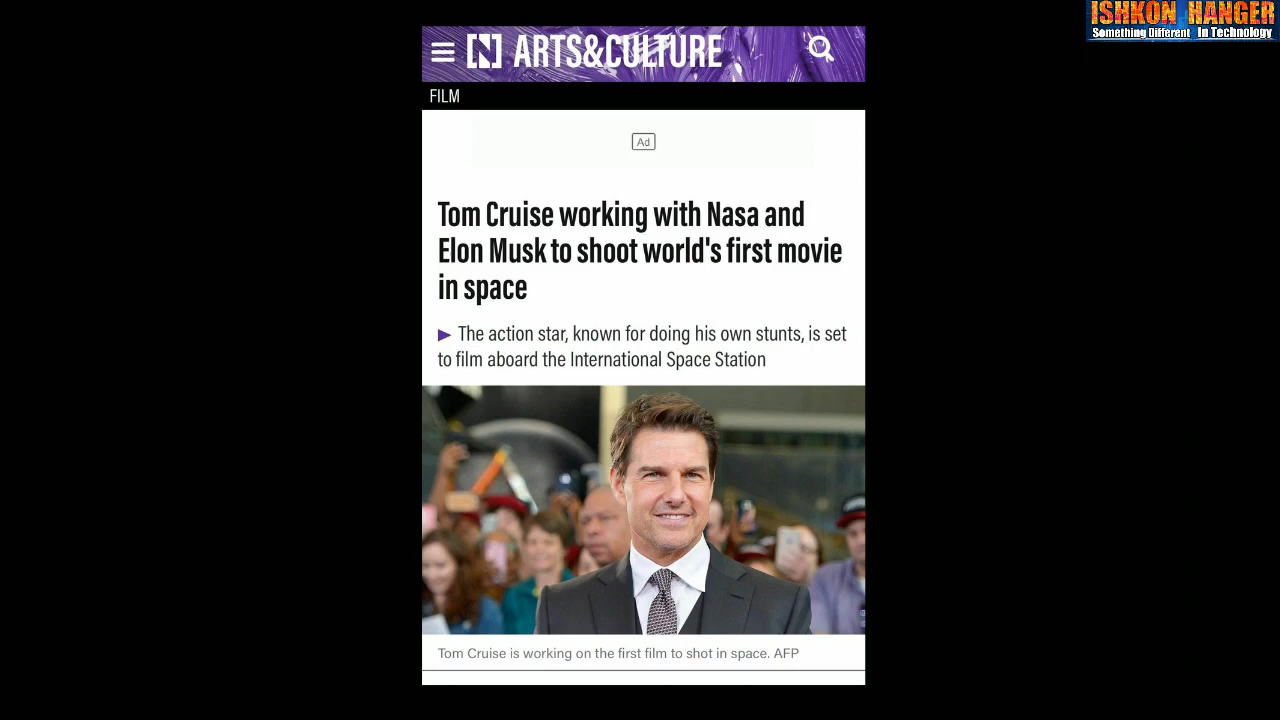 ISHKON HANGER
Something Different In Technology
N ARTS&CULTURE
FILM
Ad
Tom Cruise working with Nasa and
Elon Musk to shoot world's first movie
in space
The action star, known for doing his own stunts, is set
to film aboard the International Space Station
Tom Cruise is working on the first film to shot in space. AFP